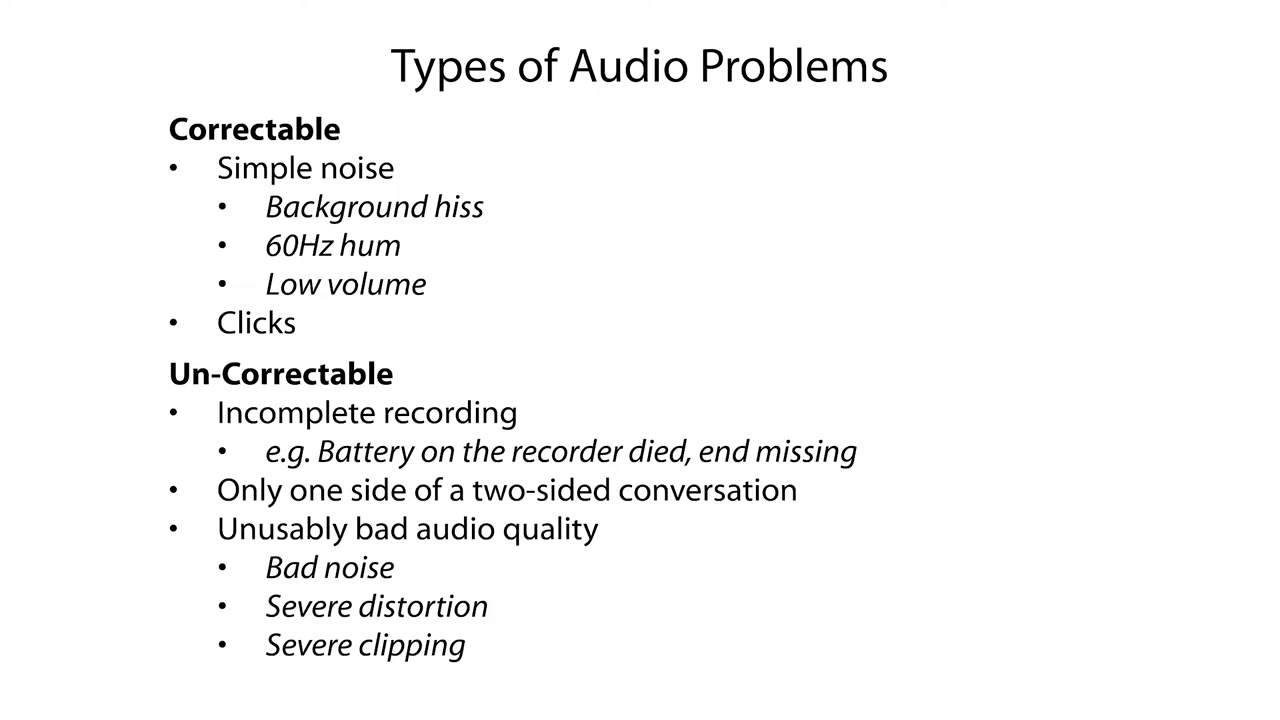 Types of Audio Problems
Correctable
• Simple noise
• Background hiss
• 60Hz hum
• Low volume
• Clicks
Un-Correctable
• Incomplete recording
• e.g. Battery on the recorder died, end missing
• Only one side of a two-sided conversation
• Unusably bad audio quality
• Bad noise
• Severe distortion
• Severe clipping